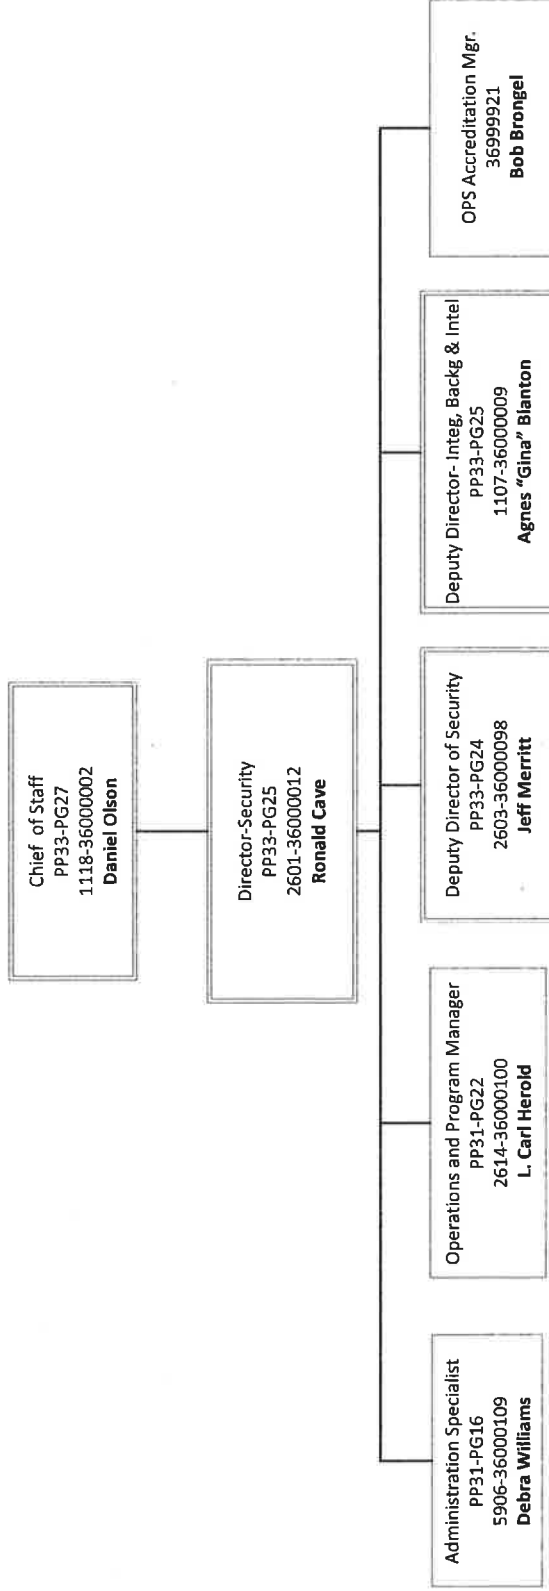 Chief of Staff
PP33-PG27
1118-36000002
Daniel Olson
Director-Security
PP33-PG25
2601-36000012
Ronald Cave
Administration Specialist
PP31-PG16
5906-36000109
Debra Williams
Operations and Program Manager
PP31-PG22
2614-36000100
L. Carl Herold
Deputy Director of Security
PP33-PG24
2603-36000098
Jeff Merritt
Deputy Director- Integ, Backg & Intel
PP33-PG25
1107-36000009
Agnes "Gina" Blanton
OPS Accreditation Mgr.
36999921
Bob Brongel